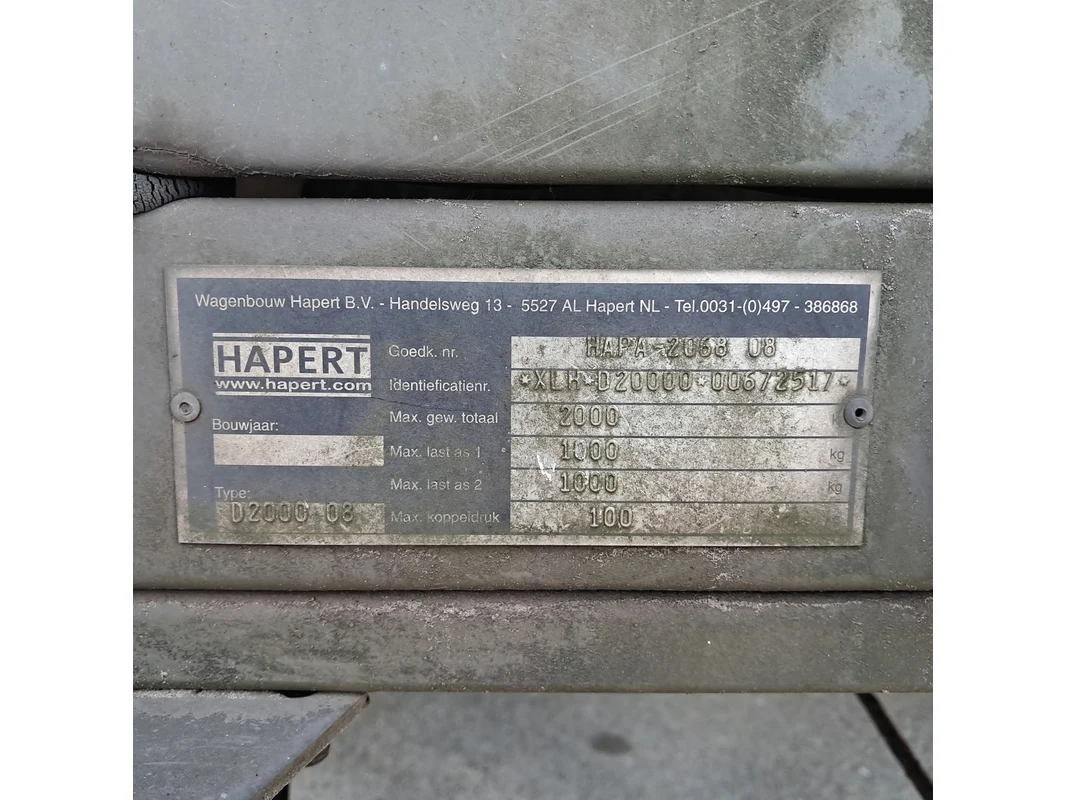 Wagenbouw Hapert B.V. - Handelsweg 13 - 5527 AL Hapert NL - Tel.0031-(0)497 - 386868
HAPERT
www.hapert.com
Goedk. nr. HAPA-2068 08
Identieficatienr. *XLH*D20000*00672517*
Max. gew. totaal 2000
Bouwjaar:
Max. last as 1 1000 kg
Max. last as 2 1000 kg
Type:
D2000 08
Max. koppeldruk 100